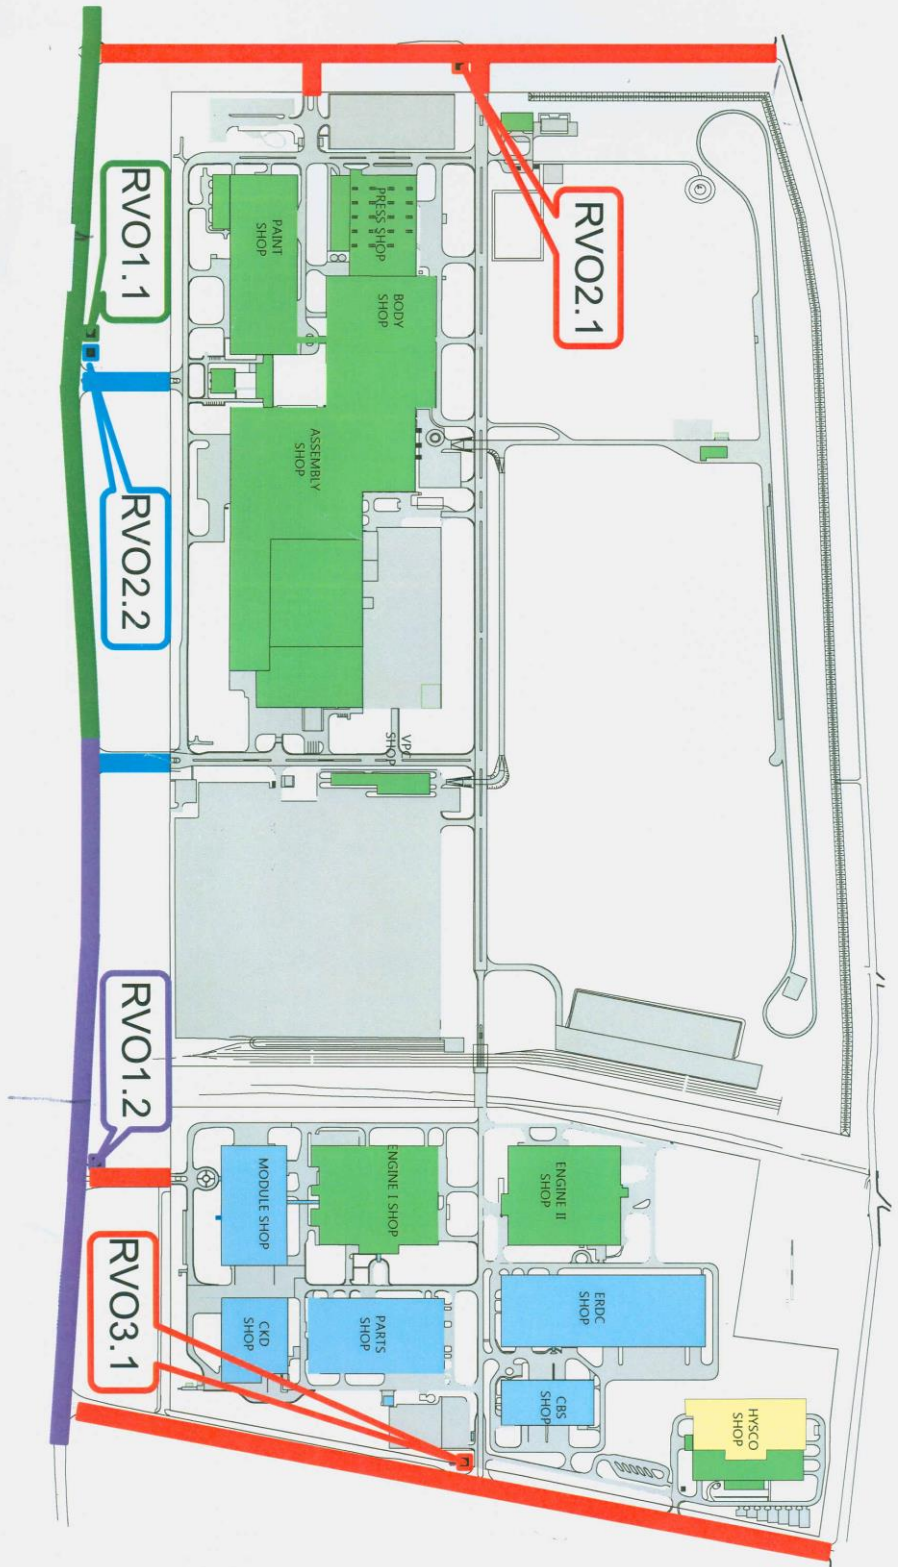 RVO2.1
RVO1.1
PRESS SHOP
PAINT
SHOP
BODY
SHOP
ASSEMBLY
SHOP
RVO2.2
VPC
SHOP
RVO1.2
ENGINE II
SHOP
ENGINE I SHOP
MODULE SHOP
ERDC
SHOP
PARTS
SHOP
CKD
SHOP
CBS
SHOP
HYSCO
SHOP
RVO3.1